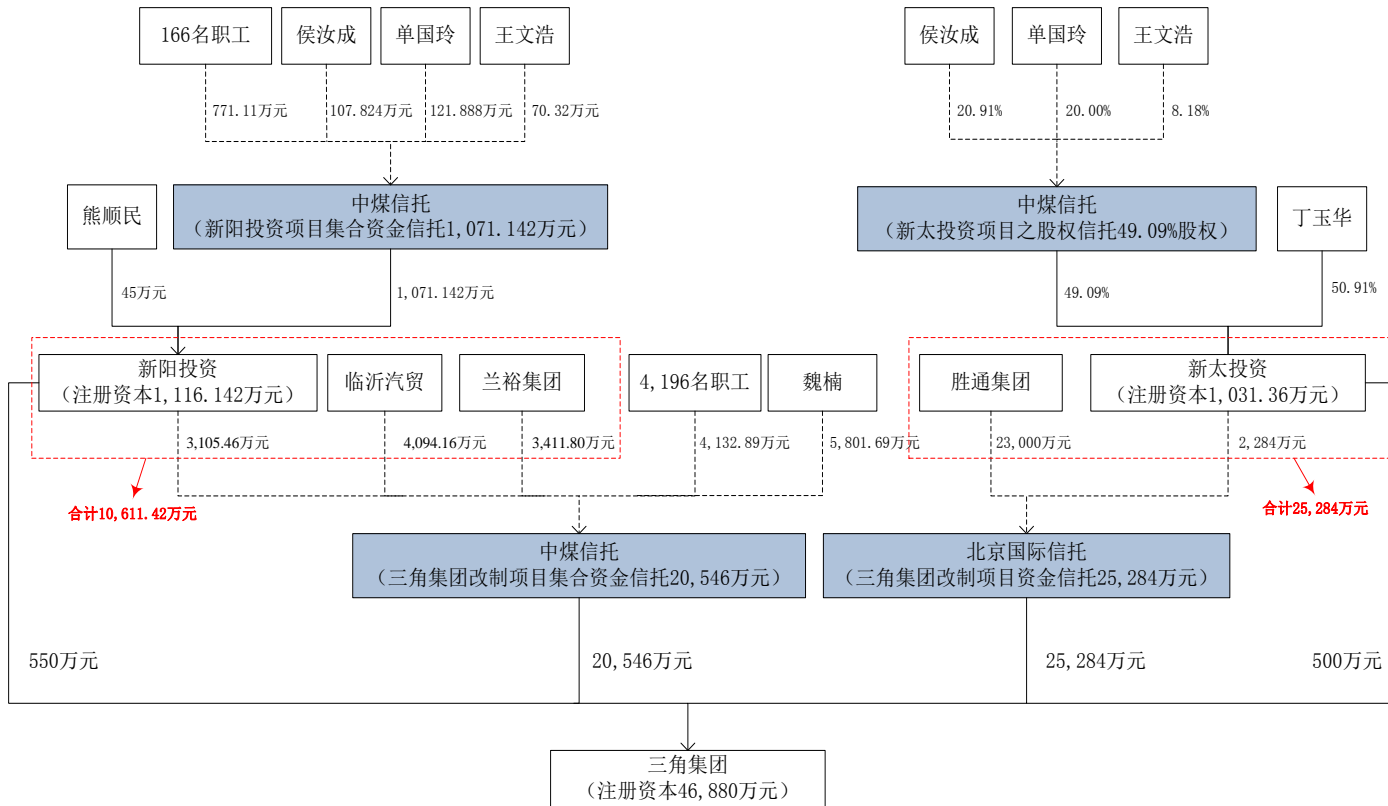 166名职工
侯汝成
单国玲
王文浩
侯汝成
单国玲
王文浩
771.11万元
107.824万元
121.888万元
70.32万元
20.91%
20.00%
8.18%
熊顺民
中煤信托
（新阳投资项目集合资金信托1,071.142万元）
中煤信托
（新太投资项目之股权信托49.09%股权）
丁玉华
45万元
1,071.142万元
49.09%
50.91%
新阳投资
（注册资本1,116.142万元）
临沂汽贸
兰裕集团
4,196名职工
魏楠
胜通集团
新太投资
（注册资本1,031.36万元）
3,105.46万元
4,094.16万元
3,411.80万元
4,132.89万元
5,801.69万元
23,000万元
2,284万元
合计10,611.42万元
合计25,284万元
中煤信托
（三角集团改制项目集合资金信托20,546万元）
北京国际信托
（三角集团改制项目资金信托25,284万元）
550万元
20,546万元
25,284万元
500万元
三角集团
（注册资本46,880万元）